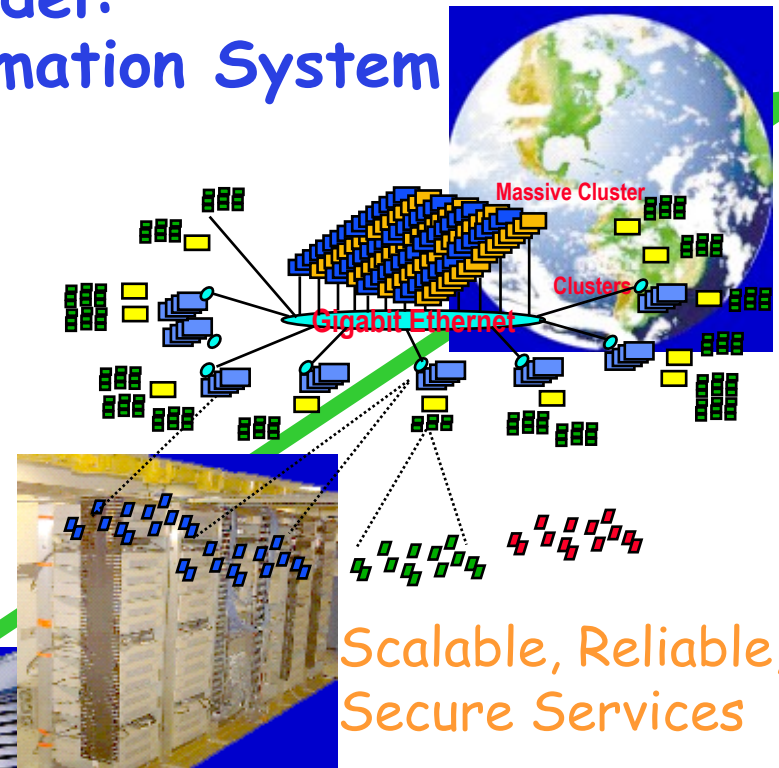 mation System
Massive Cluster
Clusters
Gigabit Ethernet
Scalable, Reliable,
Secure Services